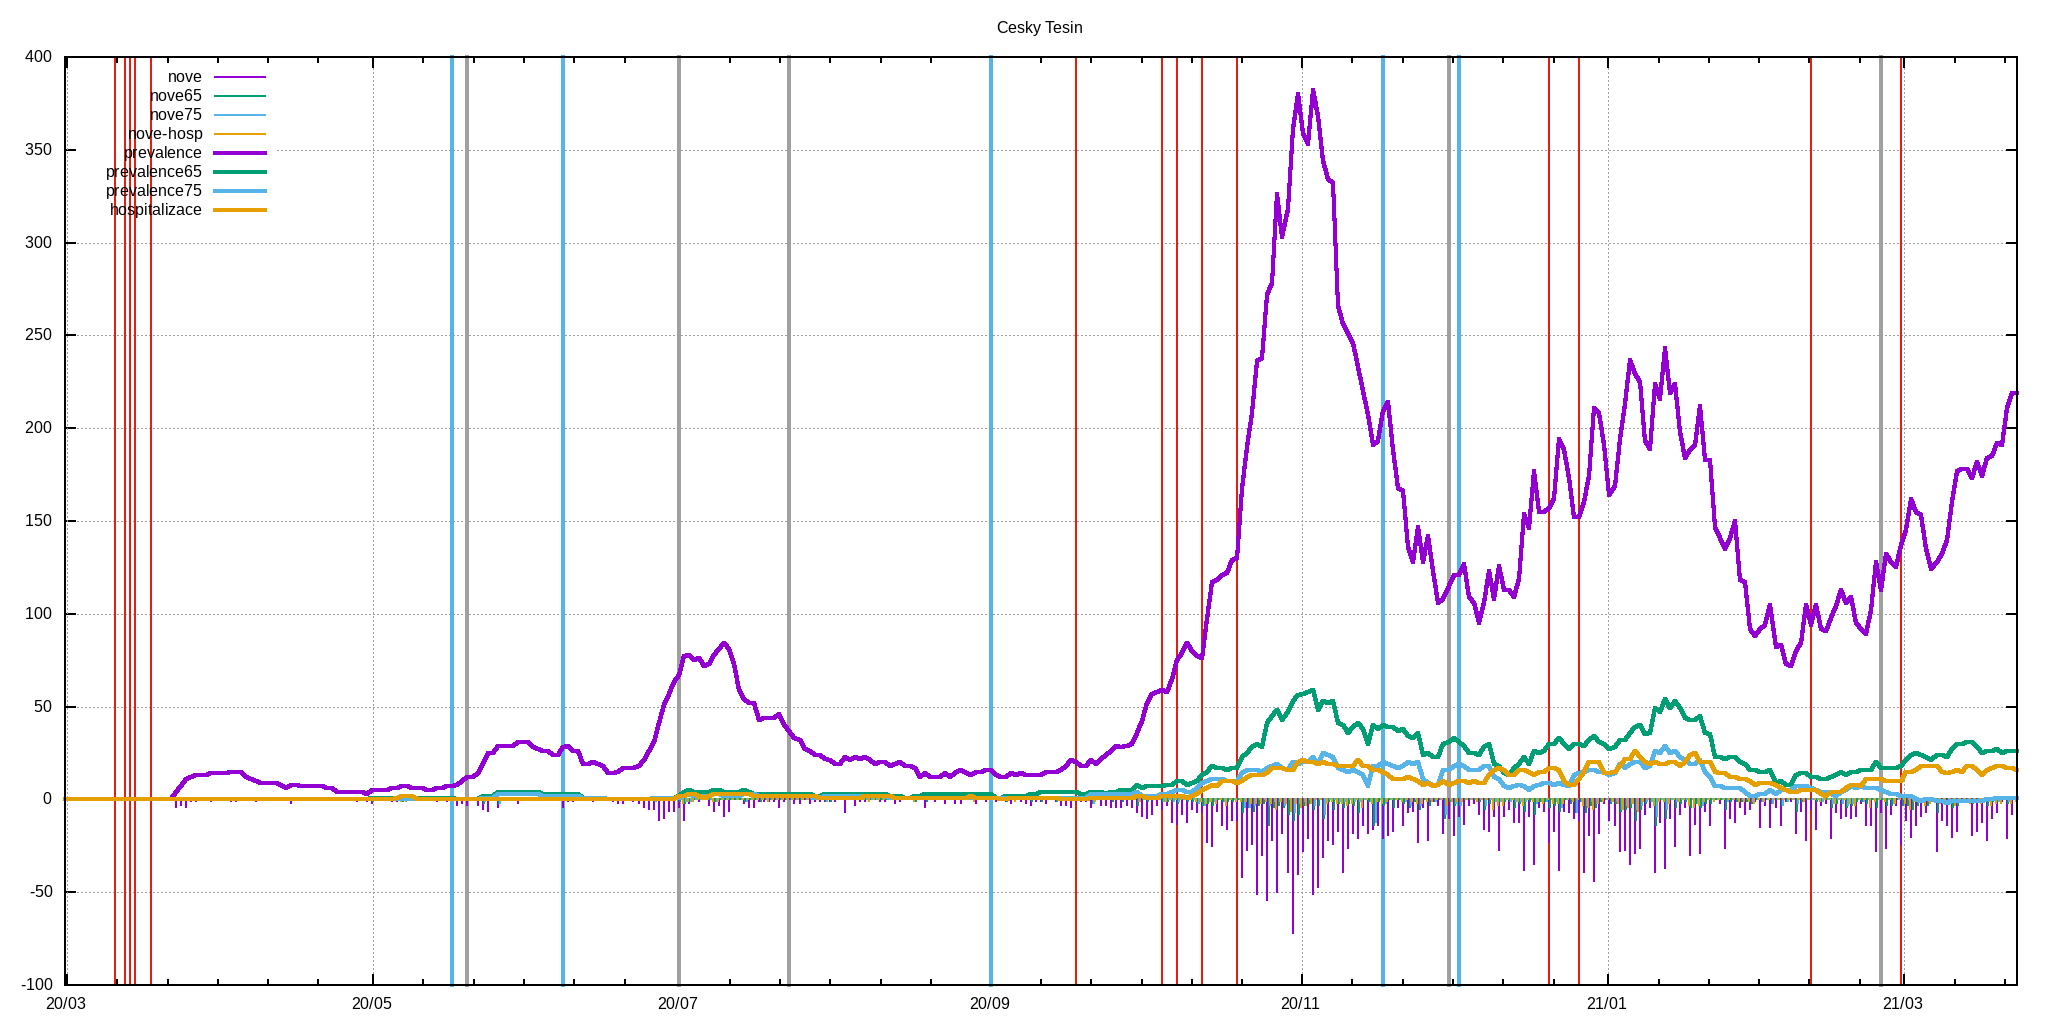 Cesky Tesin
400
350
300
250
200
150
100
50
0
-50
-100
nove
nove65
nove75
nove-hosp
prevalence
prevalence65
prevalence75
hospitalizace
20/03 20/05 20/07 20/09 20/11 21/01 21/03